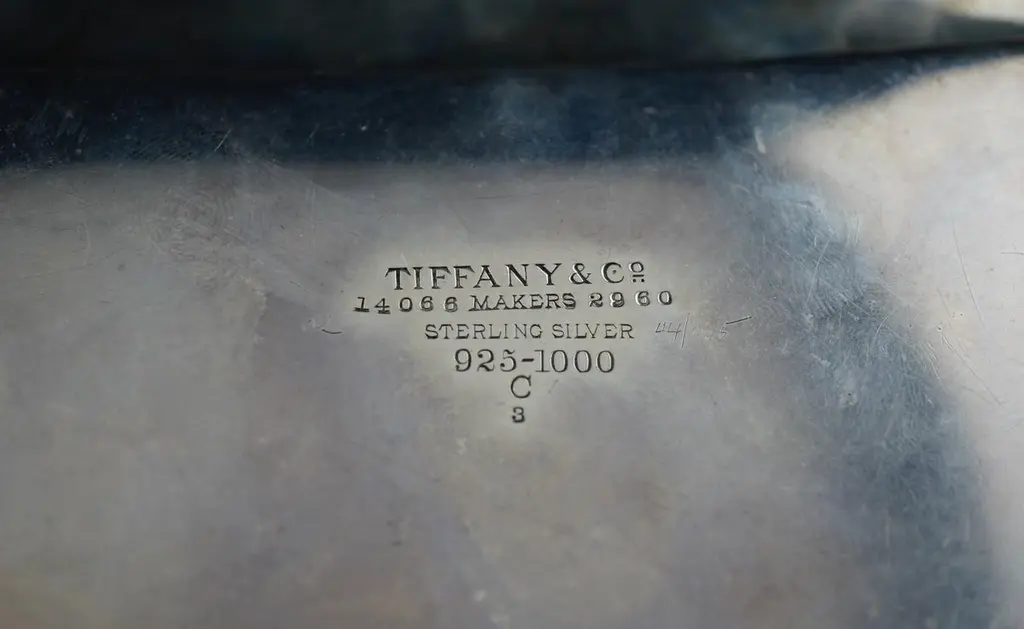 TIFFANY & Cº
14066 MAKERS 2960
STERLING SILVER
925-1000
C
3